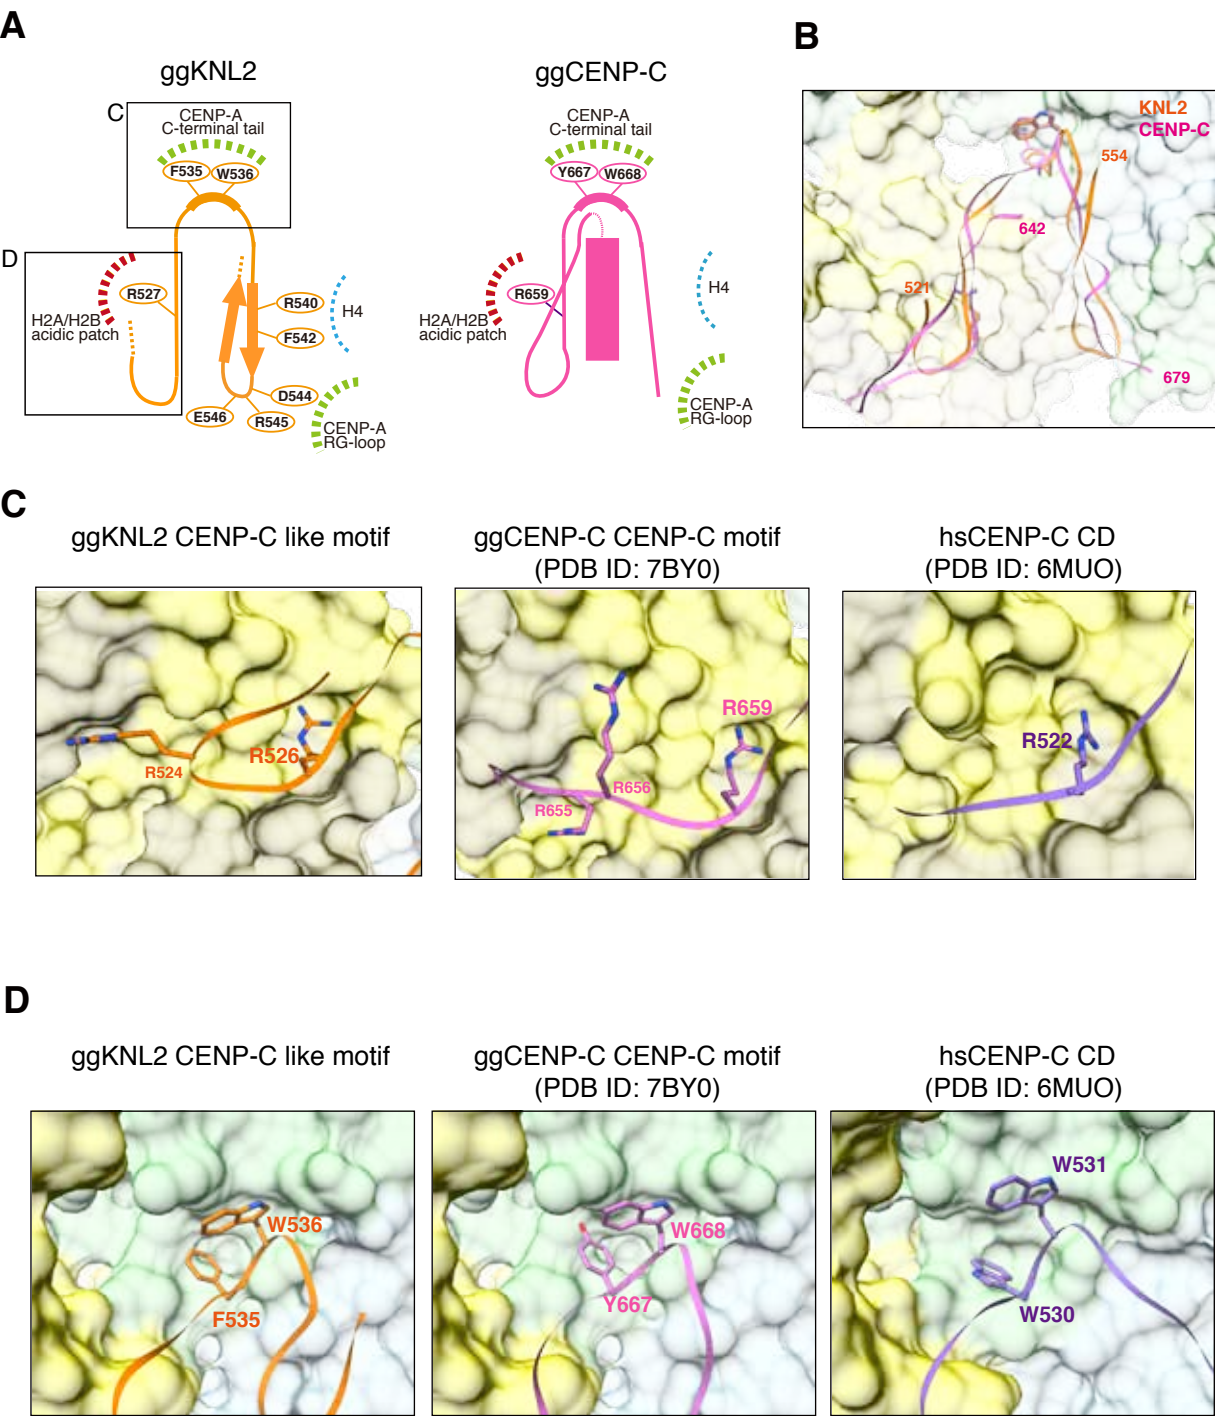 A
B
ggKNL2
ggCENP-C
C
CENP-A
C-terminal tail
F535
W536
D
R527
H2A/H2B
acidic patch
R540
H4
F542
D544
E546
R545
CENP-A
RG-loop
CENP-A
C-terminal tail
Y667
W668
R659
H2A/H2B
acidic patch
H4
CENP-A
RG-loop
KNL2
CENP-C
554
642
521
679
C
ggKNL2 CENP-C like motif
ggCENP-C CENP-C motif
(PDB ID: 7BY0)
hsCENP-C CD
(PDB ID: 6MUO)
R526
R524
R659
R656
R655
R522
D
ggKNL2 CENP-C like motif
ggCENP-C CENP-C motif
(PDB ID: 7BY0)
hsCENP-C CD
(PDB ID: 6MUO)
W536
F535
W668
Y667
W531
W530